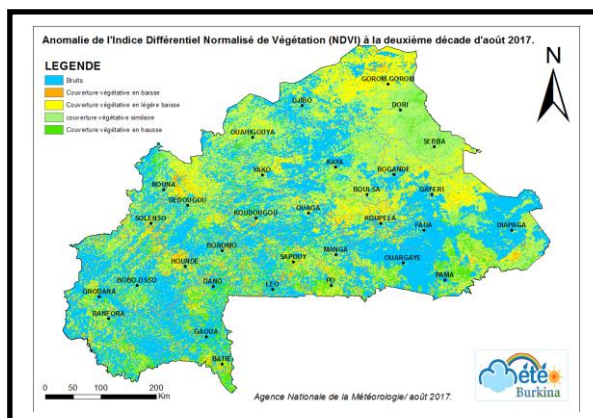 Anomalie de l'Indice Différentiel Normalisé de Végétation (NDVI) à la deuxième décade d'août 2017.
N
LEGENDE
Bruits
Couverture végétative en baisse
Couverture végétative en légère baisse
couverture végétative similaire
Couverture végétative en hausse
GOROM.GOROM
DJIBO
DORI
OUAHIGOUYA
SEBBA
KAYA
YAKO
BOGANDE
NOUNA
BOULSA
GAYERI
DEDOUGOU
OUAGA
KOUDOUGOU
SOLENSO
KOUPELA
FADA
DIAPAGA
BOROMO
MANGA
SAPOUY
HOUNDE
OUARGAYE
PAMA
BOBO.DSSO
DANO
LEO
PO
ORODARA
BANFORA
GAOUA
BATIE
0 50 100 200
Km
Agence Nationale de la Météorologie/ août 2017.
Météo
Burkina